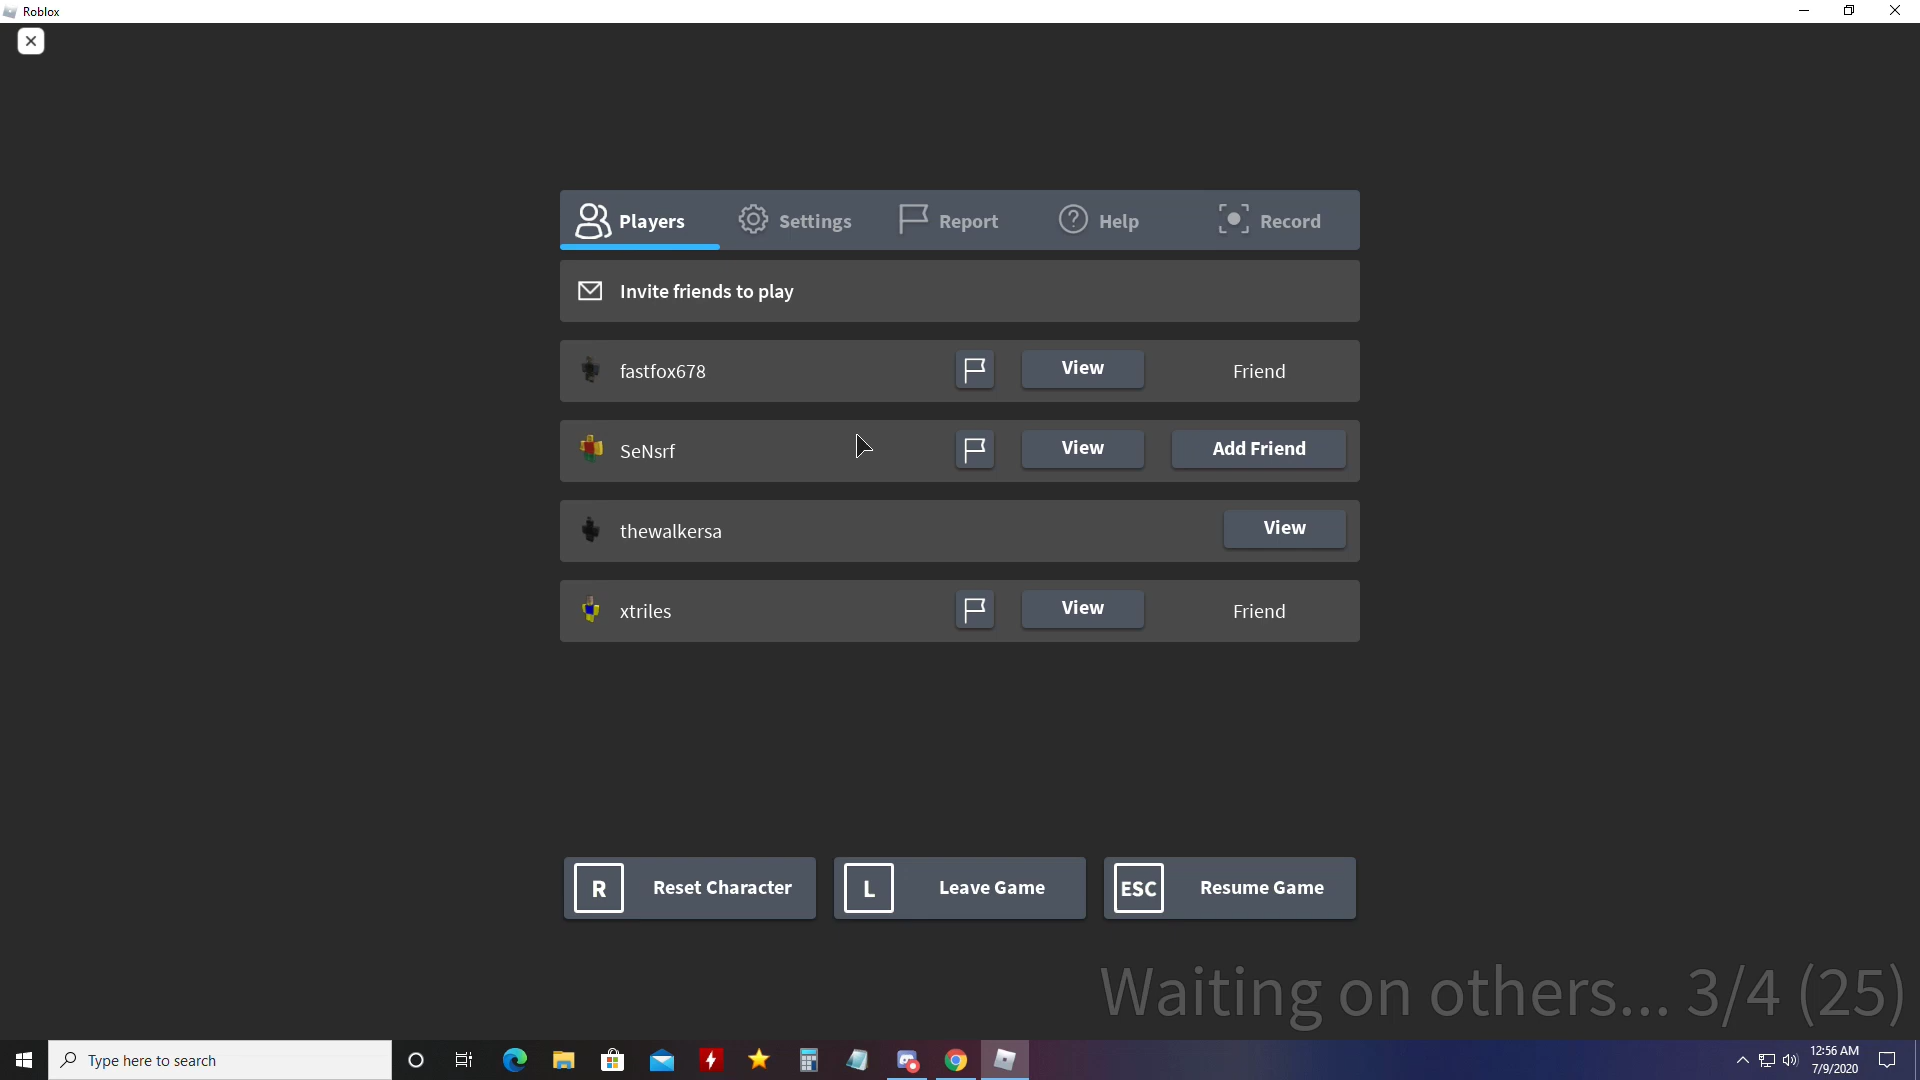 Roblox
Players
Settings
Report
Help
Record
Invite friends to play
fastfox678
View
Friend
SeNsrf
View
Add Friend
thewalkersa
View
xtriles
View
Friend
R Reset Character
L Leave Game
ESC Resume Game
Waiting on others... 3/4 (25)
Type here to search
12:56 AM
7/9/2020